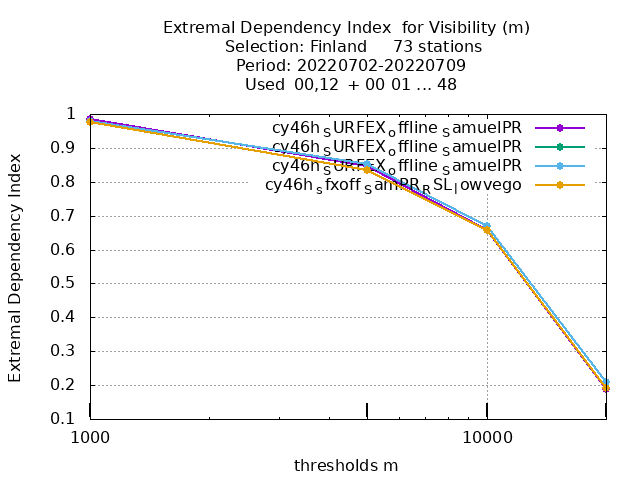 Extremal Dependency Index for Visibility (m)
Selection: Finland 73 stations
Period: 20220702-20220709
Used 00,12 + 00 01 ... 48
cy46h_SURFEX_offline_SamuelPR
cy46h_SURFEX_offline_SamuelPR
cy46h_SURFEX_offline_SamuelPR
cy46h_sfxoff_SamPR_RSL_lowvego
Extremal Dependency Index
1
0.9
0.8
0.7
0.6
0.5
0.4
0.3
0.2
0.1
1000 10000
thresholds m